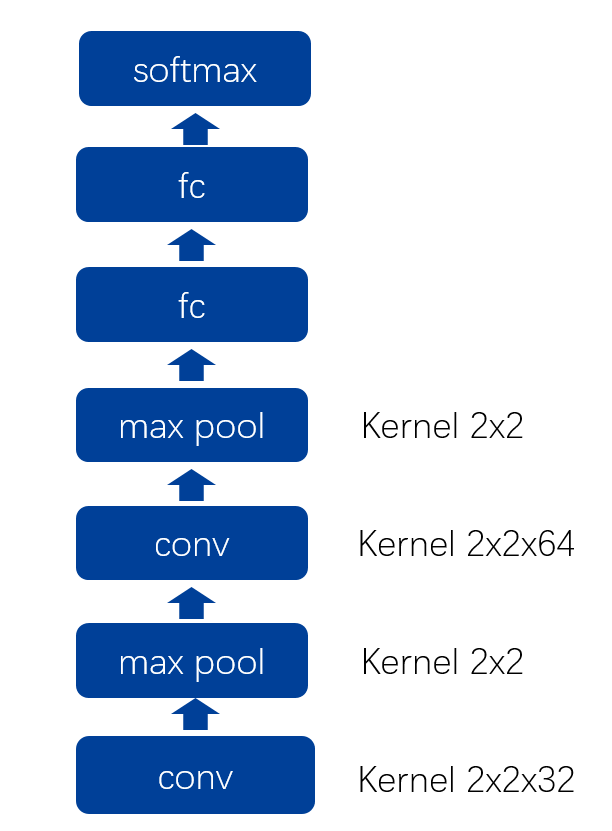 softmax
fc
fc
max pool Kernel 2x2
conv Kernel 2x2x64
max pool Kernel 2x2
conv Kernel 2x2x32